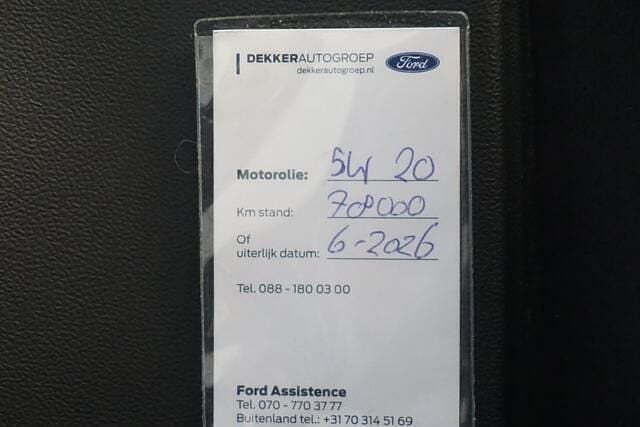 DEKKERAUTOGROEP
dekkerautogroep.nl
Ford
Motorolie: 5W 20
Km stand: 70000
Of
uiterlijk datum: 6-2026
Tel. 088 - 180 03 00
Ford Assistence
Tel. 070 - 770 37 77
Buitenland tel.: +31 70 314 51 69